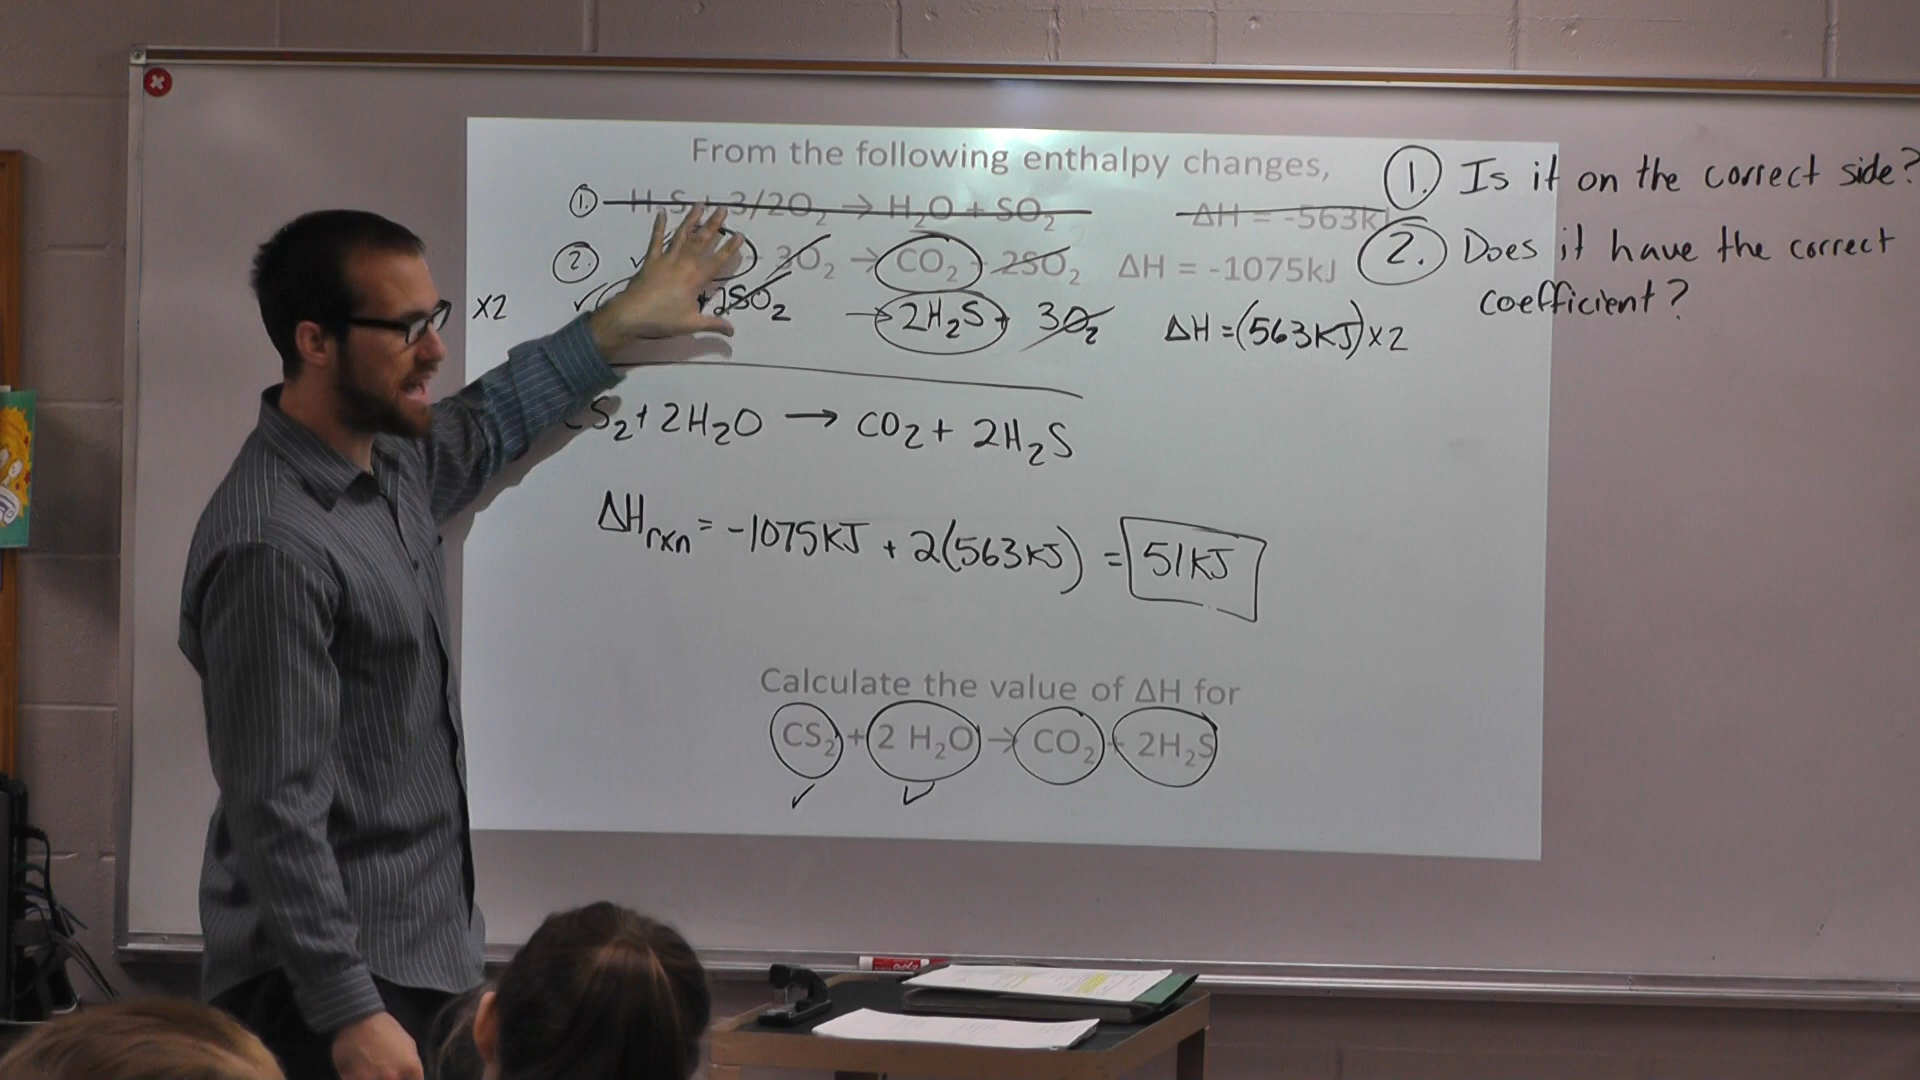 From the following enthalpy changes,
1. H₂S + 3/2O₂ → H₂O + SO₂ ΔH = -563kJ
2. + 3O₂ → CO₂ + 2SO₂ ΔH = -1075kJ
x2 + 2SO₂ → 2H₂S + 3O₂ ΔH = (563KJ) x 2
S₂ + 2H₂O → CO₂ + 2H₂S
ΔHrxn = -1075KJ + 2(563KJ) = 51KJ
Calculate the value of ΔH for
CS₂ + 2 H₂O → CO₂ + 2H₂S
1. Is it on the correct side?
2. Does it have the correct
coefficient?